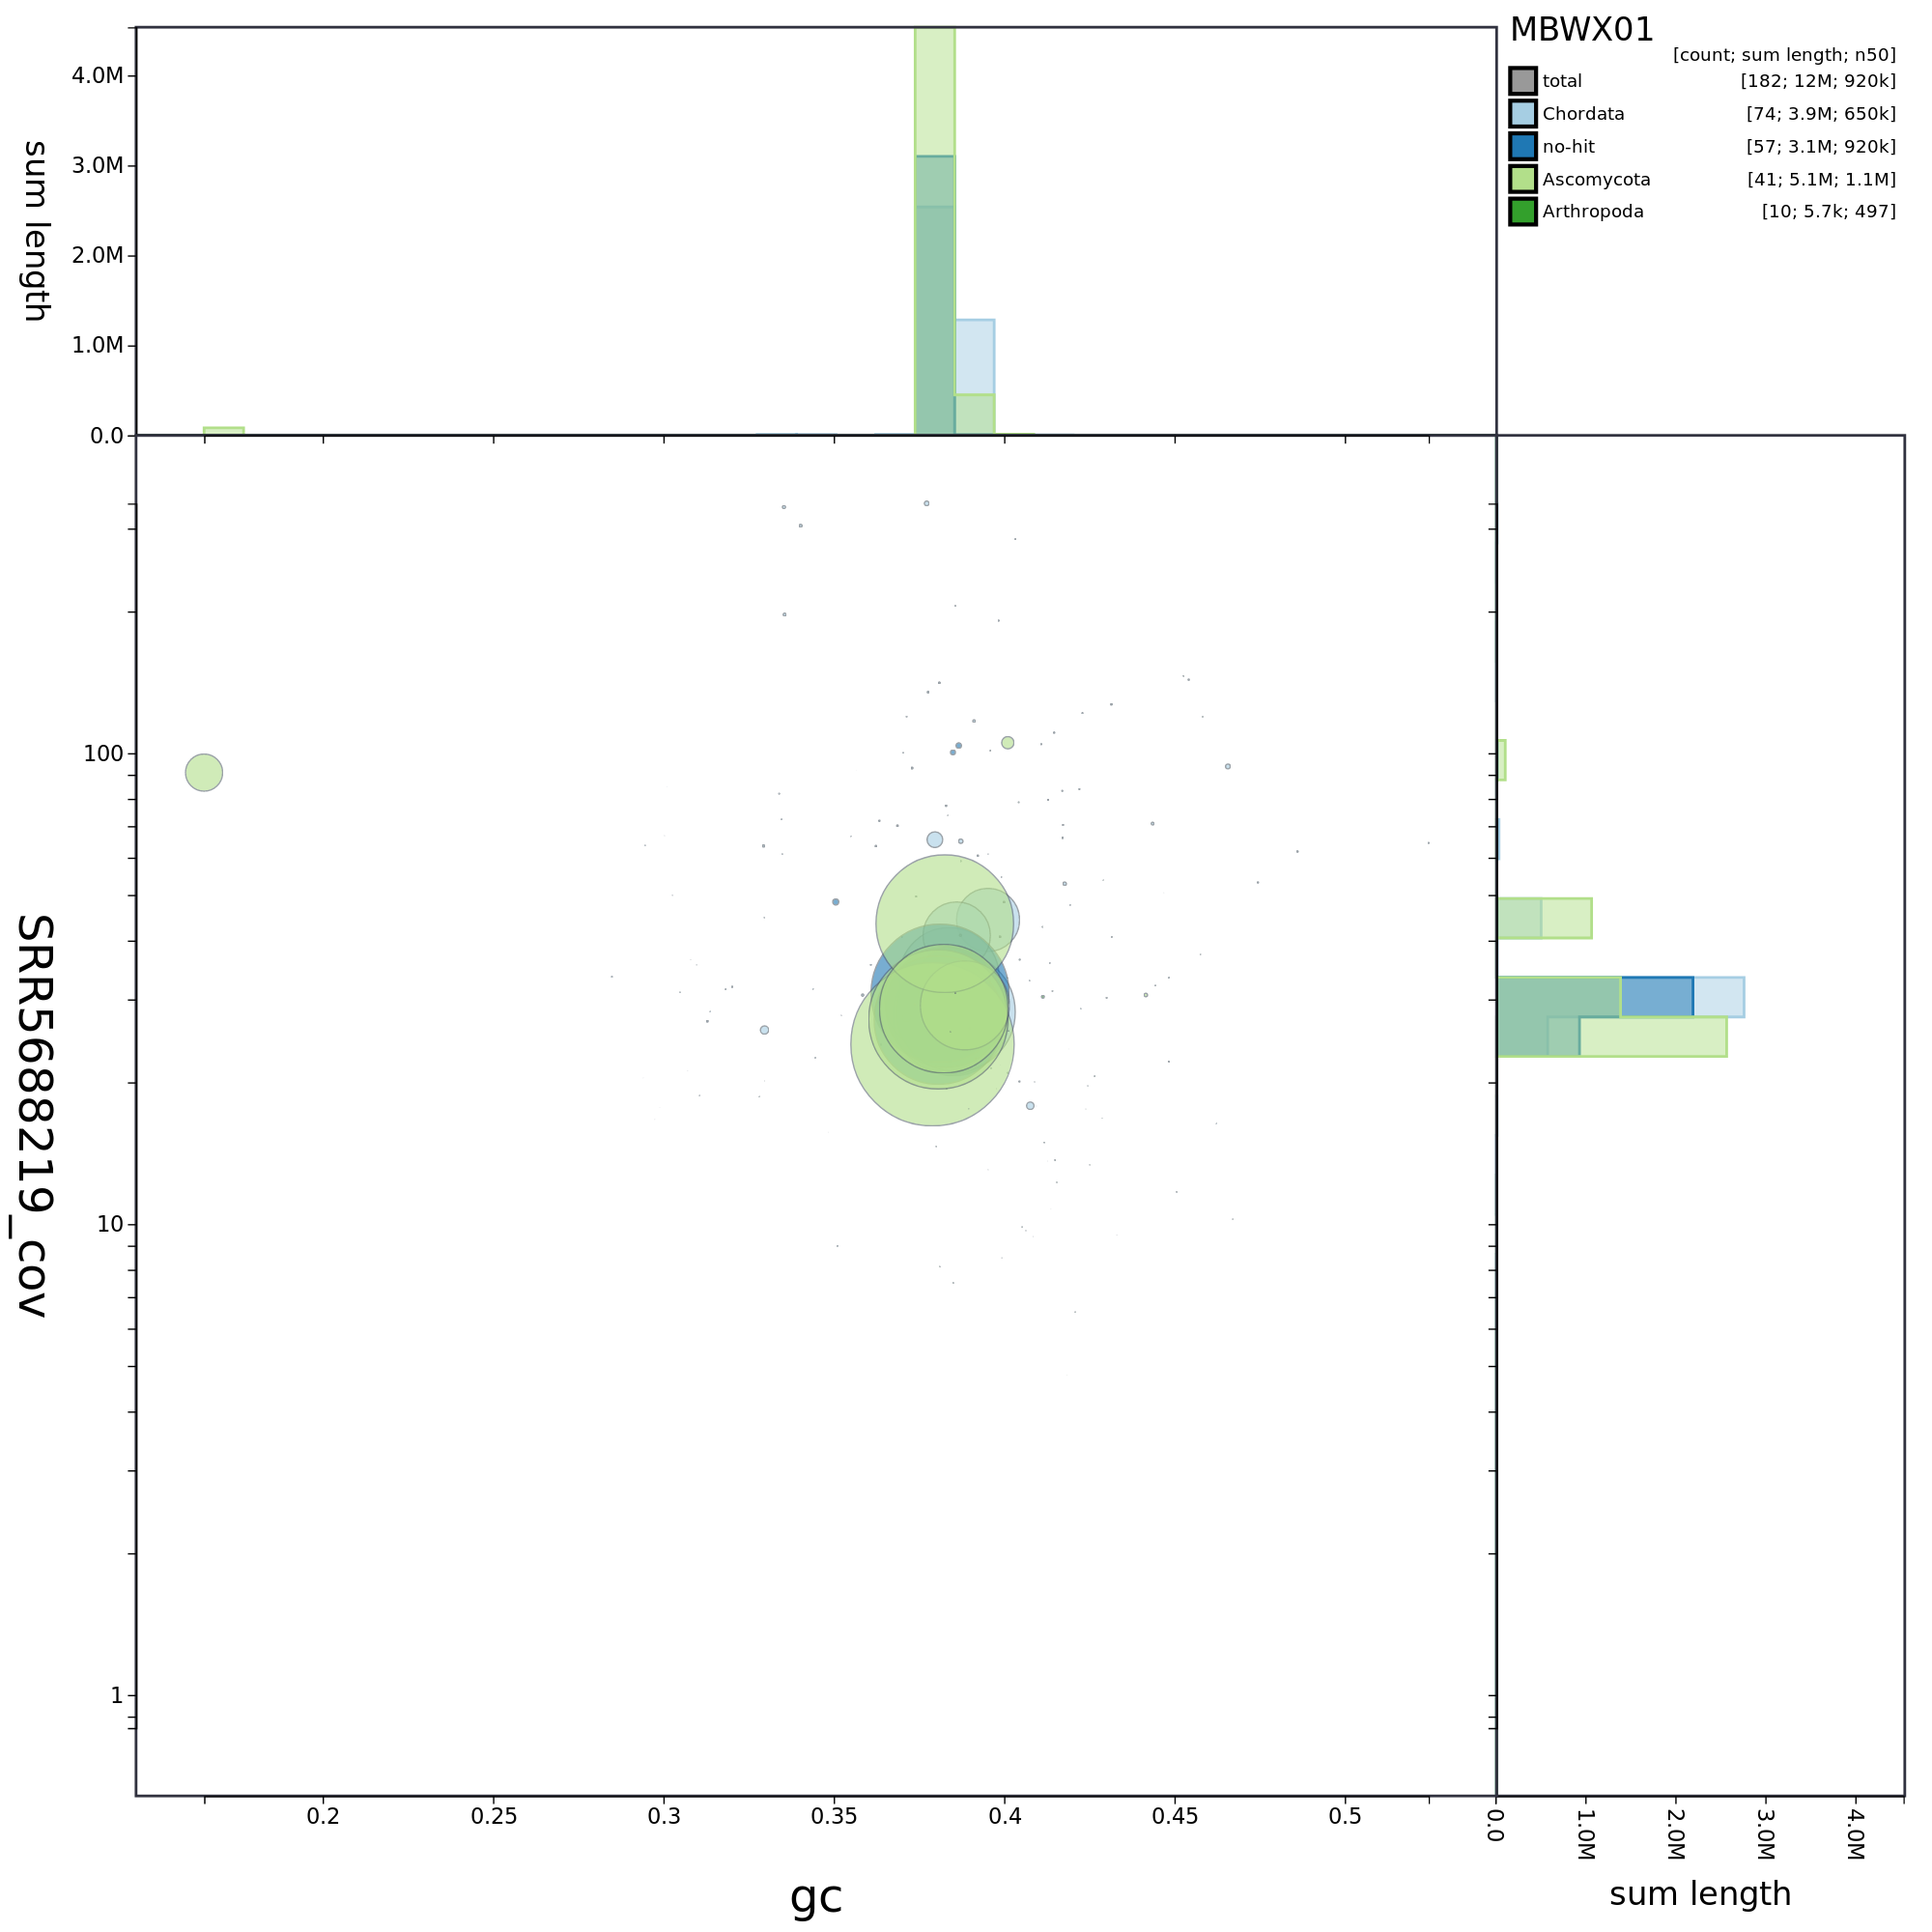 MBWX01
[count; sum length; n50]
total [182; 12M; 920k]
Chordata [74; 3.9M; 650k]
no-hit [57; 3.1M; 920k]
Ascomycota [41; 5.1M; 1.1M]
Arthropoda [10; 5.7k; 497]
sum length
4.0M
3.0M
2.0M
1.0M
0.0
SRR5688219_cov
100
10
1
0.2 0.25 0.3 0.35 0.4 0.45 0.5
gc
0.0 1.0M 2.0M 3.0M 4.0M
sum length